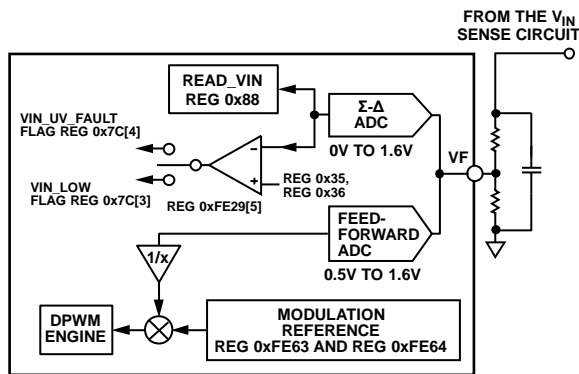 FROM THE VIN
SENSE CIRCUIT
READ_VIN
REG 0x88
Σ-Δ
ADC
VIN_UV_FAULT
FLAG REG 0x7C[4]
0V TO 1.6V
VF
–
+
REG 0x35,
REG 0x36
VIN_LOW
FLAG REG 0x7C[3]
REG 0xFE29[5]
FEED-
FORWARD
ADC
1/x
0.5V TO 1.6V
DPWM
ENGINE
MODULATION
REFERENCE
REG 0xFE63 AND REG 0xFE64